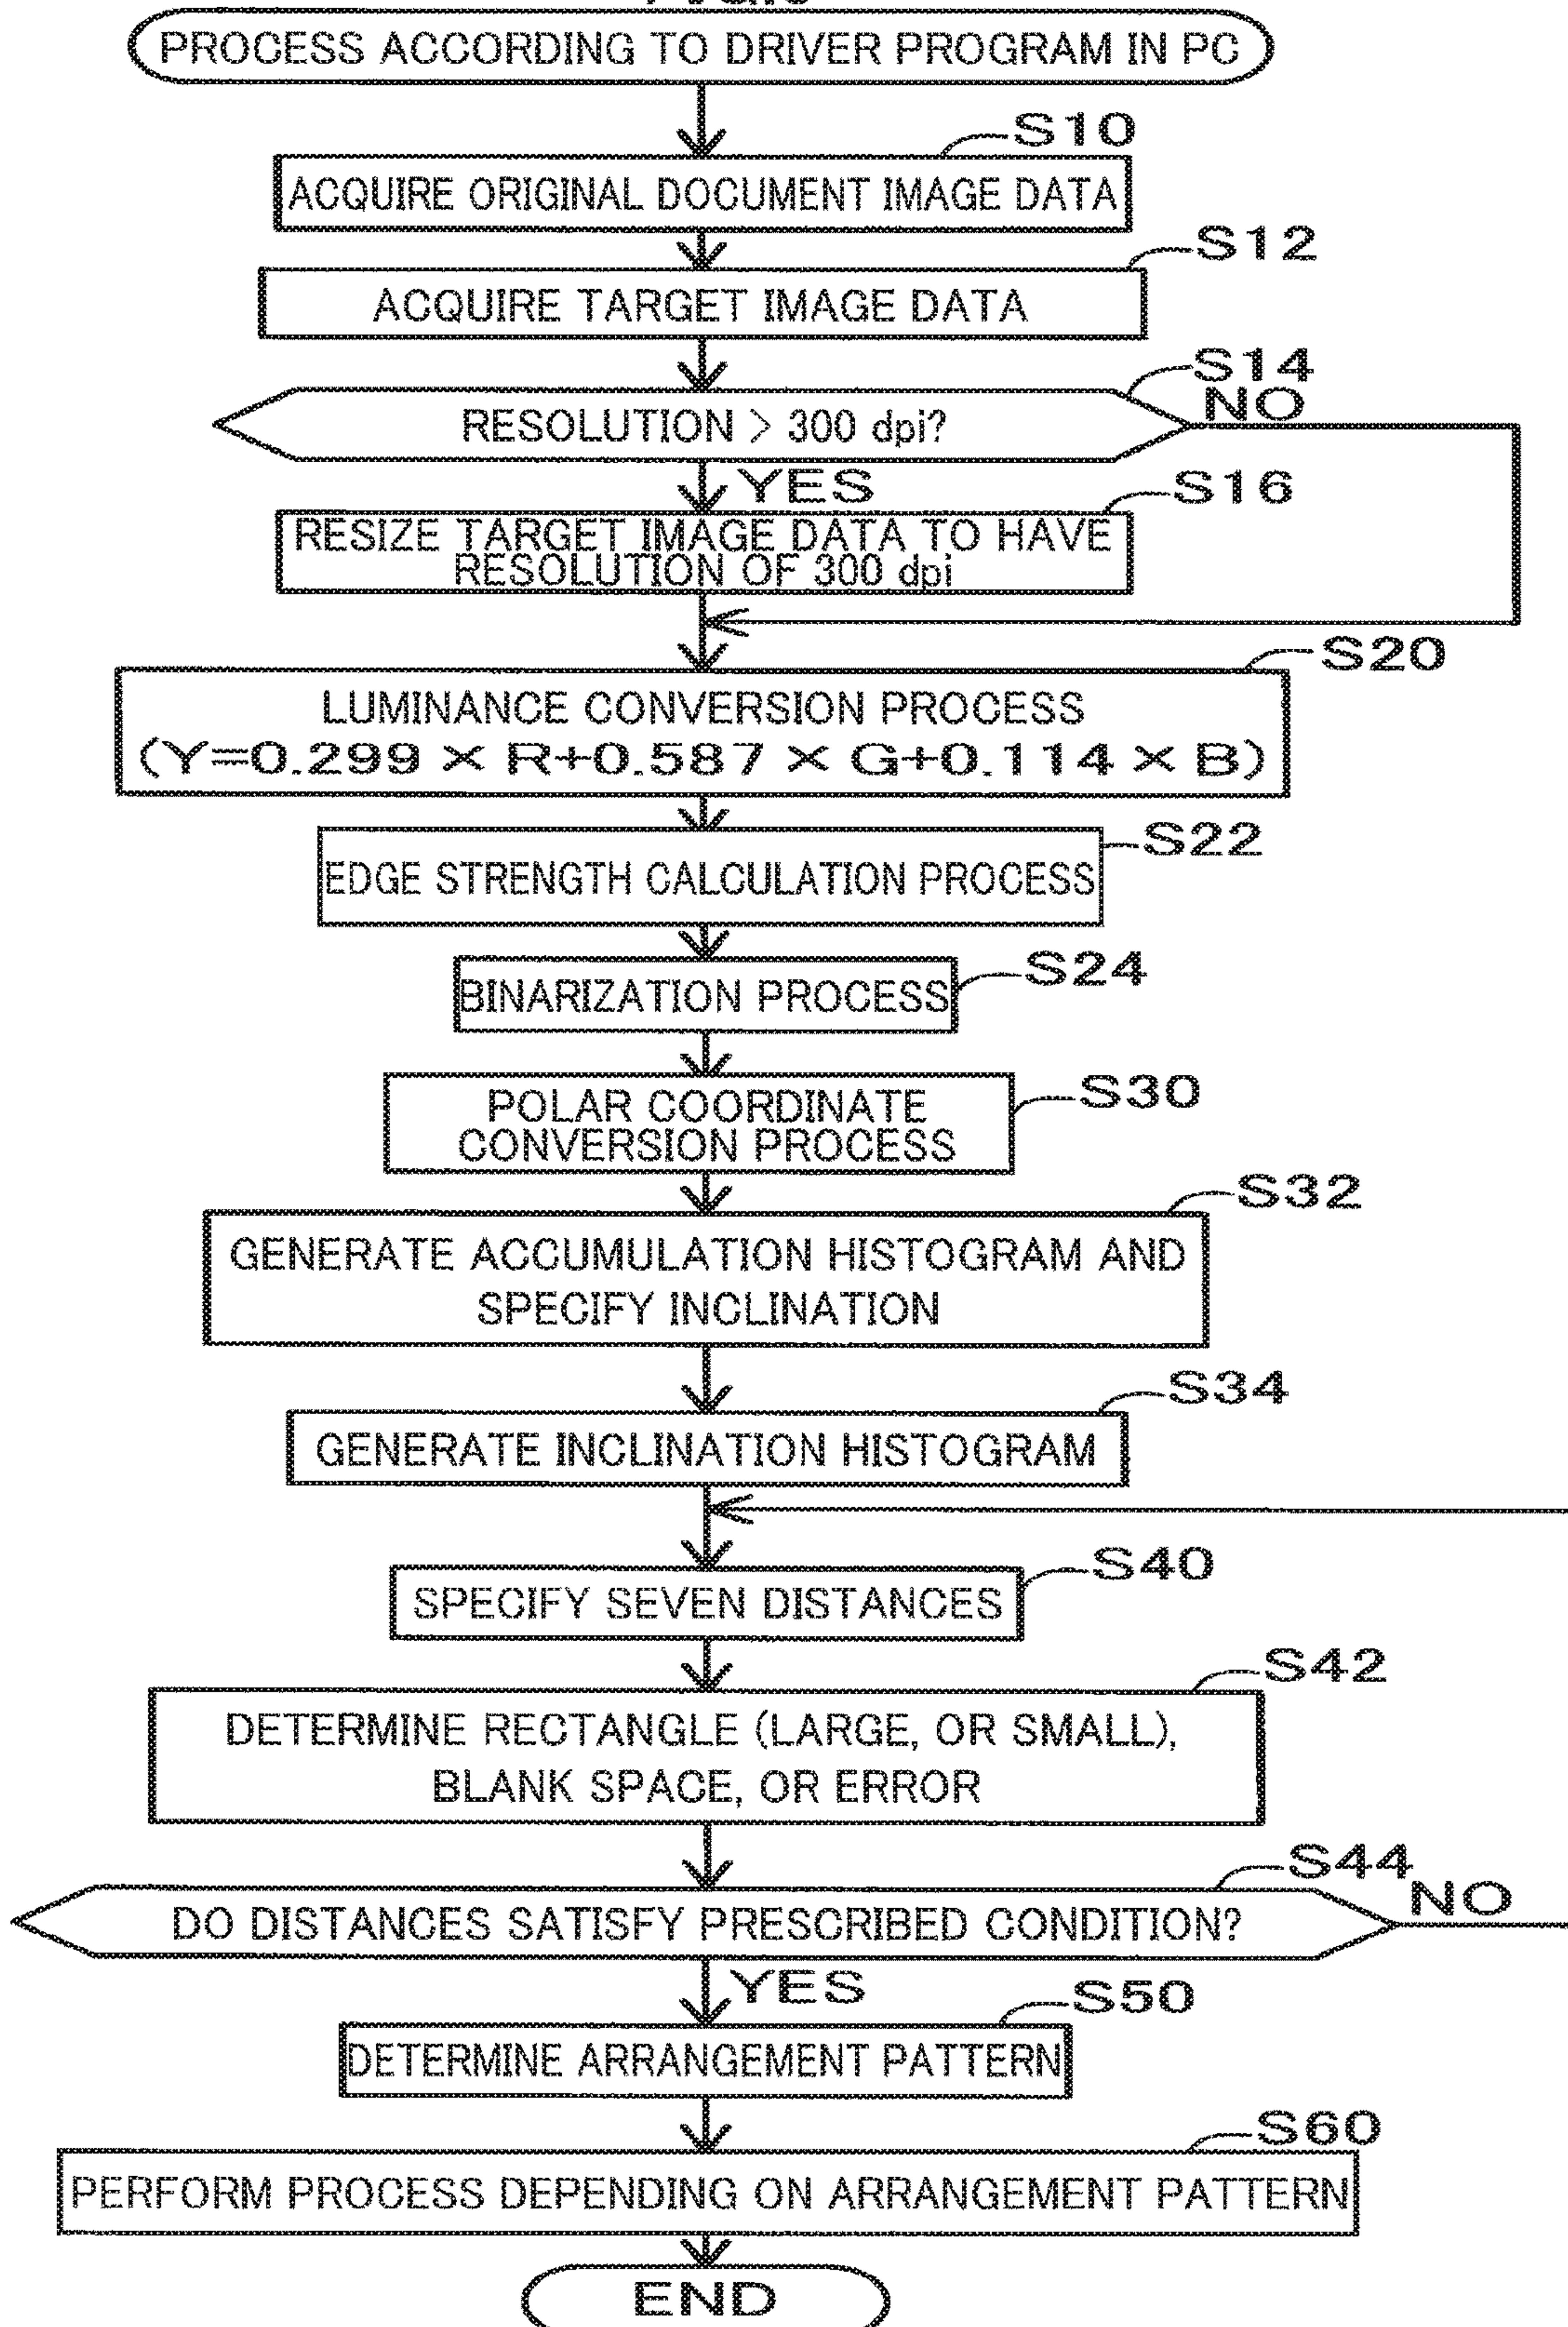 PROCESS ACCORDING TO DRIVER PROGRAM IN PC
S10
ACQUIRE ORIGINAL DOCUMENT IMAGE DATA
S12
ACQUIRE TARGET IMAGE DATA
S14
RESOLUTION > 300 dpi?
NO
YES
S16
RESIZE TARGET IMAGE DATA TO HAVE
RESOLUTION OF 300 dpi
S20
LUMINANCE CONVERSION PROCESS
(Y=0.299 × R+0.587 × G+0.114 × B)
S22
EDGE STRENGTH CALCULATION PROCESS
S24
BINARIZATION PROCESS
S30
POLAR COORDINATE
CONVERSION PROCESS
S32
GENERATE ACCUMULATION HISTOGRAM AND
SPECIFY INCLINATION
S34
GENERATE INCLINATION HISTOGRAM
S40
SPECIFY SEVEN DISTANCES
S42
DETERMINE RECTANGLE (LARGE, OR SMALL),
BLANK SPACE, OR ERROR
S44
DO DISTANCES SATISFY PRESCRIBED CONDITION?
NO
YES
S50
DETERMINE ARRANGEMENT PATTERN
S60
PERFORM PROCESS DEPENDING ON ARRANGEMENT PATTERN
END